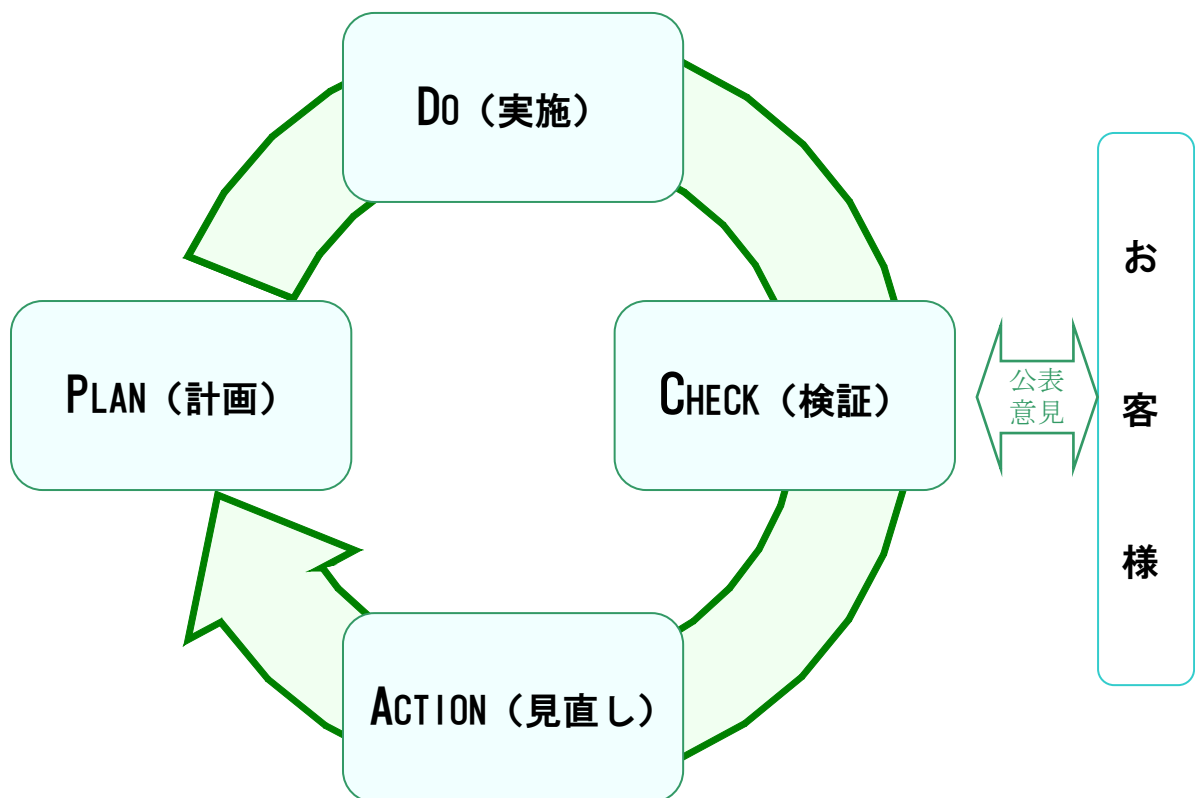 DO（実施）
PLAN（計画）
CHECK（検証）
公表
意見
お客様
ACTION（見直し）